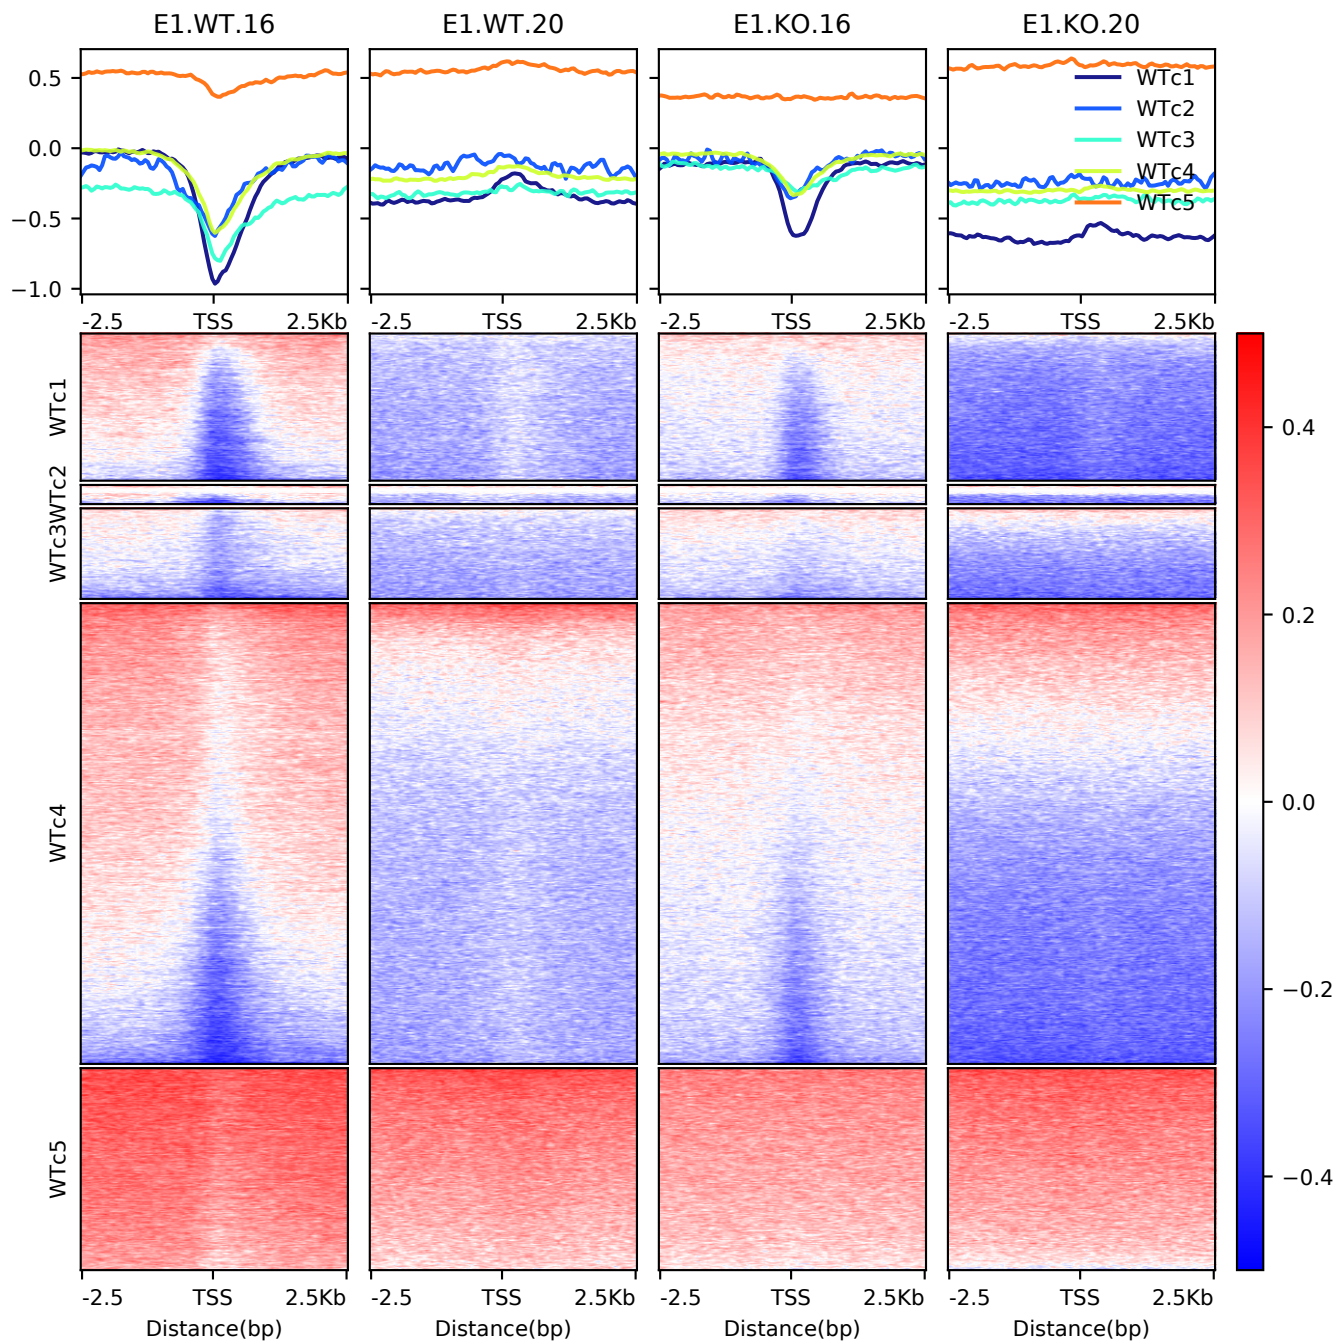 E1.WT.16
E1.WT.20
E1.KO.16
E1.KO.20
0.5
0.0
−0.5
−1.0
WTc1
WTc2
WTc3
WTc4
WTc5
-2.5 TSS 2.5Kb
-2.5 TSS 2.5Kb
-2.5 TSS 2.5Kb
-2.5 TSS 2.5Kb
WTc1
WTc2
WTc3
WTc4
WTc5
0.4
0.2
0.0
−0.2
−0.4
-2.5 TSS 2.5Kb
-2.5 TSS 2.5Kb
-2.5 TSS 2.5Kb
-2.5 TSS 2.5Kb
Distance(bp)
Distance(bp)
Distance(bp)
Distance(bp)